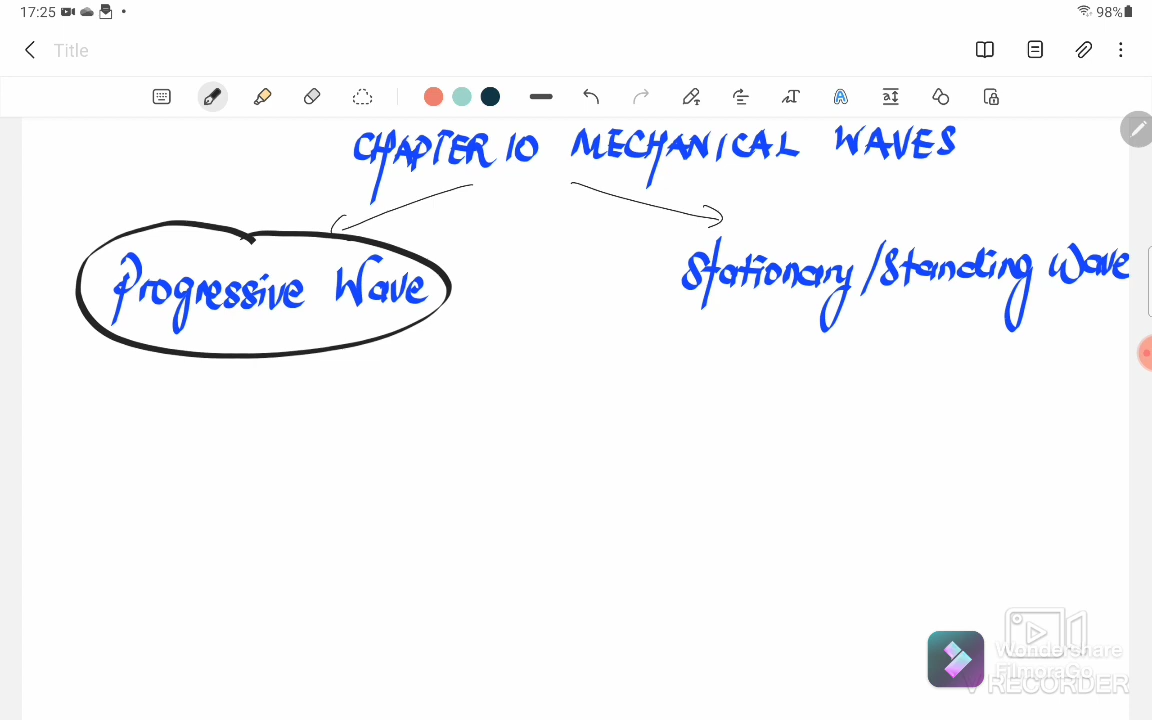 17:25 98%
Title
CHAPTER 10 MECHANICAL WAVES
Progressive Wave
Stationary/Standing Wave
Wondershare
FilmoraGo
V RECORDER